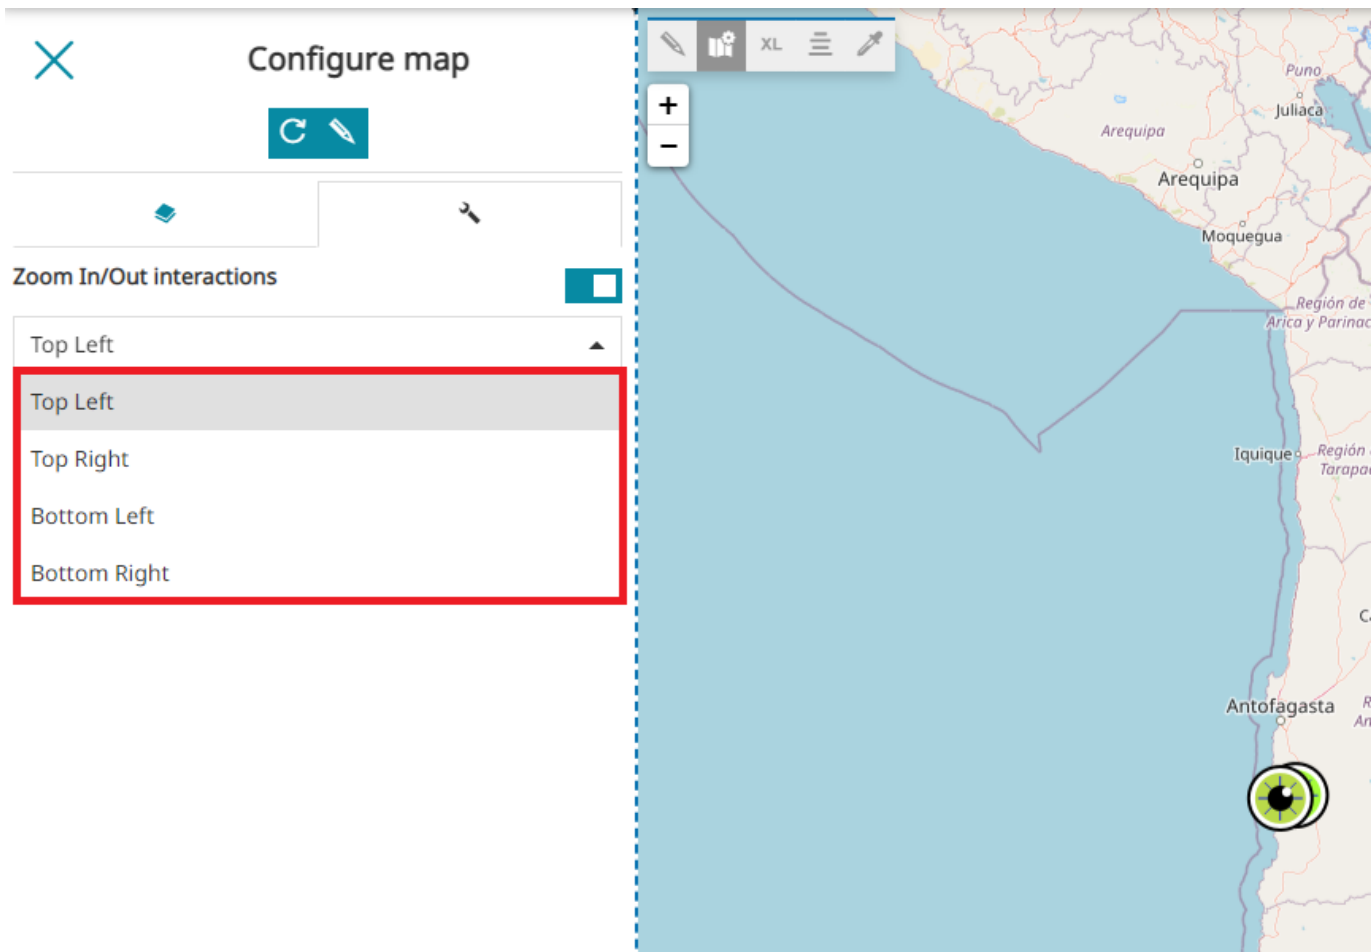 Configure map
Zoom In/Out interactions
Top Left
Top Left
Top Right
Bottom Left
Bottom Right
XL
+
−
Puno
Juliaca
Arequipa
Arequipa
Moquegua
Región de
Arica y Parinac
Iquique
Región
Tarapa
Antofagasta